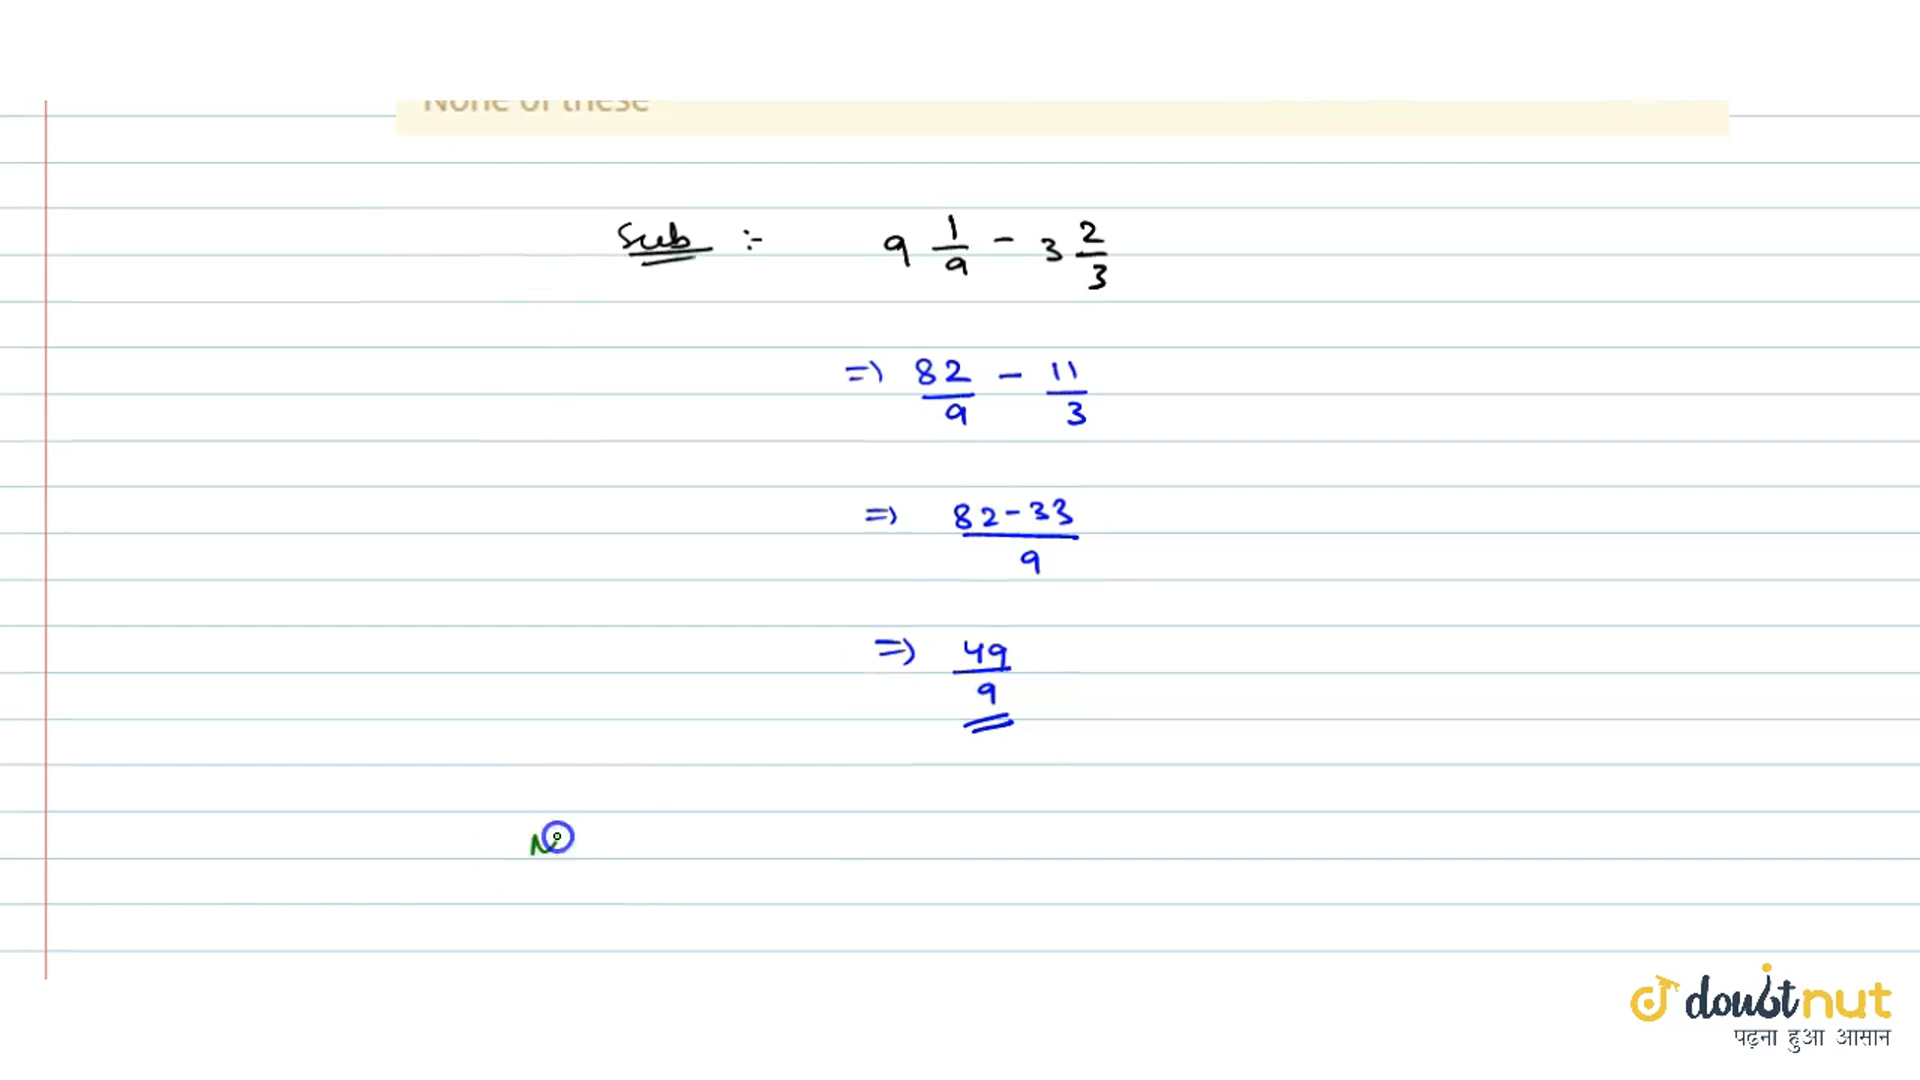 None of these
Sub :- 9 1/9 - 3 2/3
=> 82/9 - 11/3
=> 82-33/9
=> 49/9
N
doubtnut
पढ़ना हुआ आसान